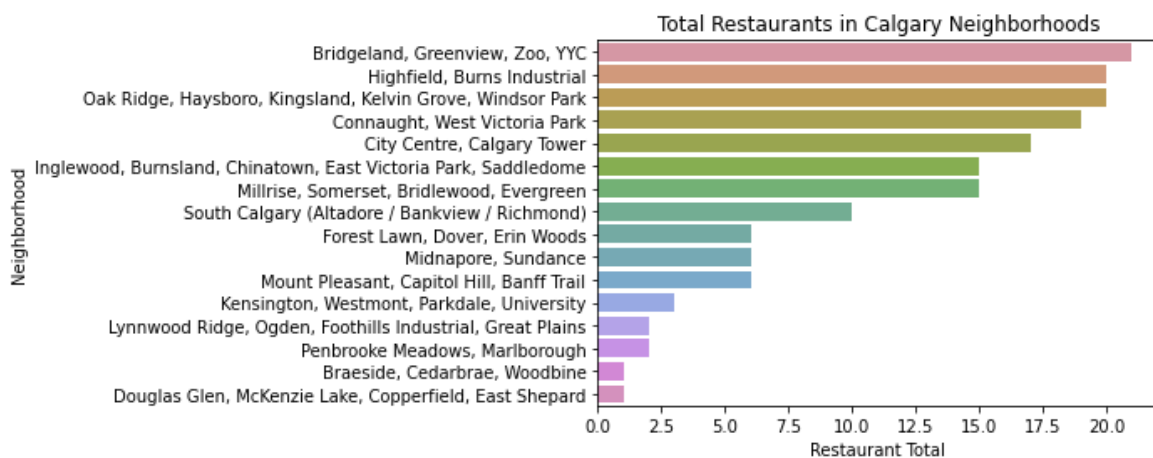 Total Restaurants in Calgary Neighborhoods
Bridgeland, Greenview, Zoo, YYC
Highfield, Burns Industrial
Oak Ridge, Haysboro, Kingsland, Kelvin Grove, Windsor Park
Connaught, West Victoria Park
City Centre, Calgary Tower
Inglewood, Burnsland, Chinatown, East Victoria Park, Saddledome
Millrise, Somerset, Bridlewood, Evergreen
South Calgary (Altadore / Bankview / Richmond)
Forest Lawn, Dover, Erin Woods
Midnapore, Sundance
Mount Pleasant, Capitol Hill, Banff Trail
Kensington, Westmont, Parkdale, University
Lynnwood Ridge, Ogden, Foothills Industrial, Great Plains
Penbrooke Meadows, Marlborough
Braeside, Cedarbrae, Woodbine
Douglas Glen, McKenzie Lake, Copperfield, East Shepard
Neighborhood
0.0 2.5 5.0 7.5 10.0 12.5 15.0 17.5 20.0
Restaurant Total